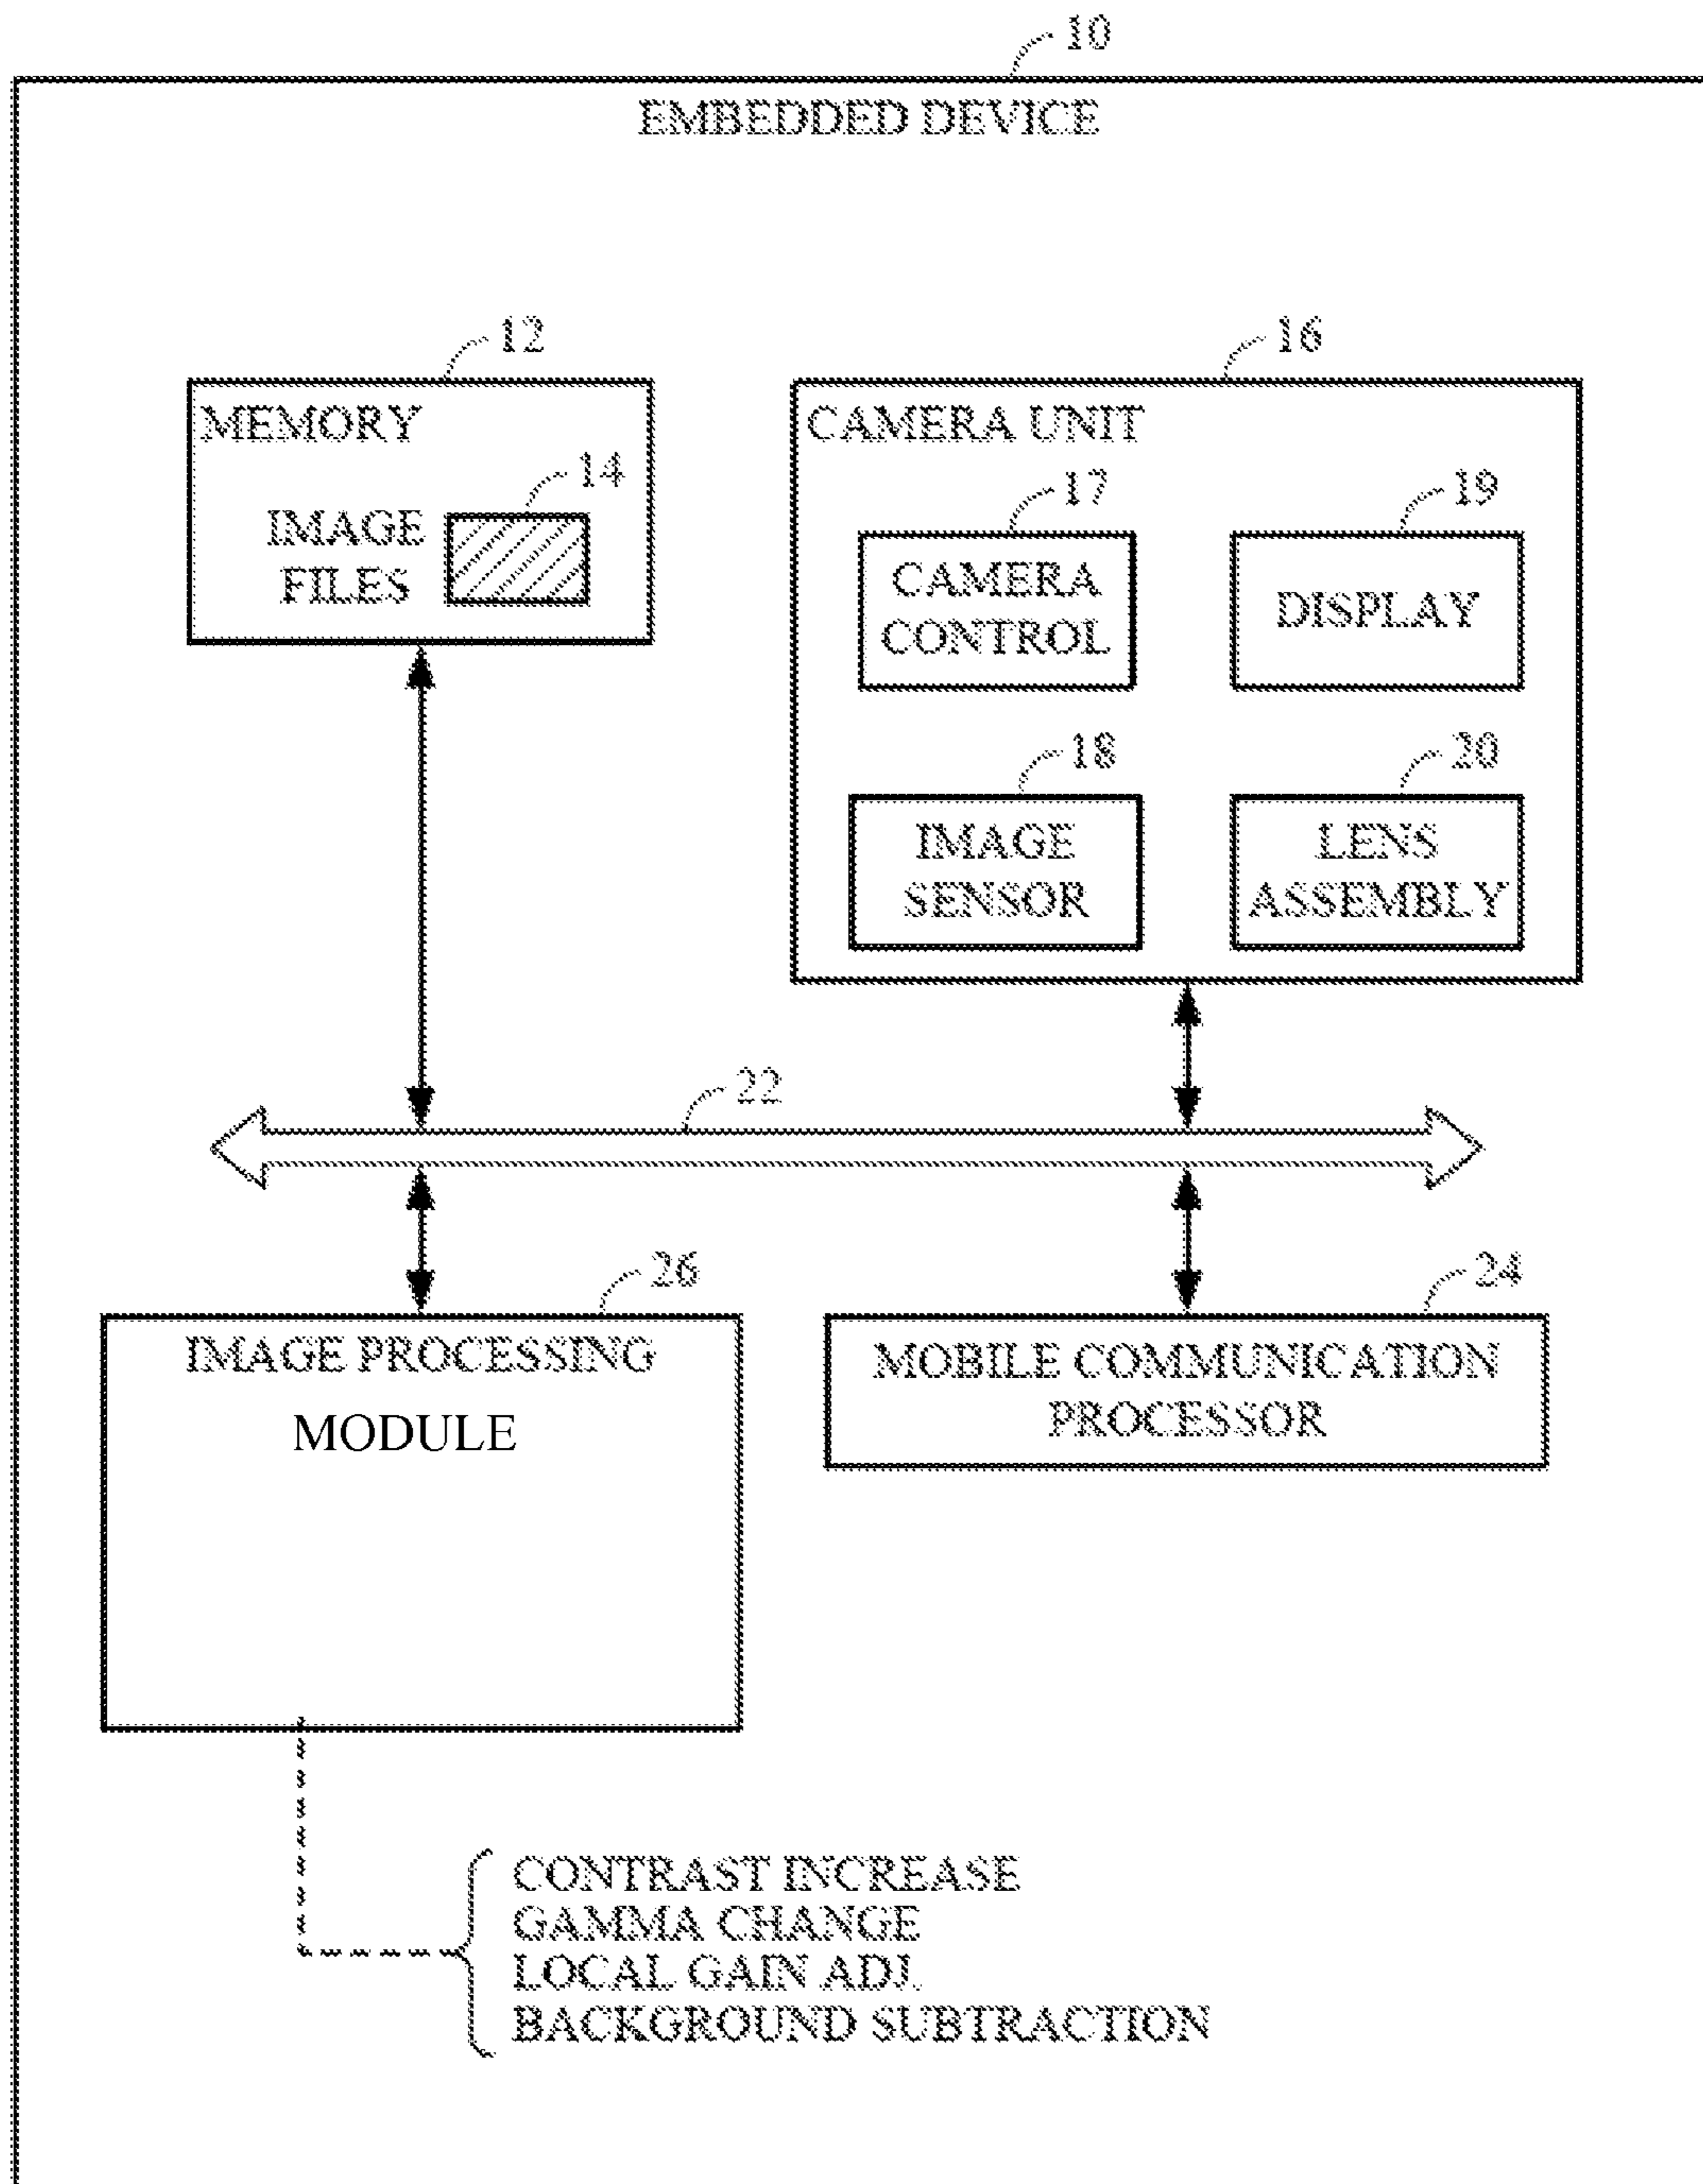 10
EMBEDDED DEVICE
12
MEMORY
14
IMAGE
FILES
16
CAMERA UNIT
17
CAMERA
CONTROL
19
DISPLAY
18
IMAGE
SENSOR
20
LENS
ASSEMBLY
22
26
IMAGE PROCESSING
MODULE
24
MOBILE COMMUNICATION
PROCESSOR
CONTRAST INCREASE
GAMMA CHANGE
LOCAL GAIN ADJ.
BACKGROUND SUBTRACTION